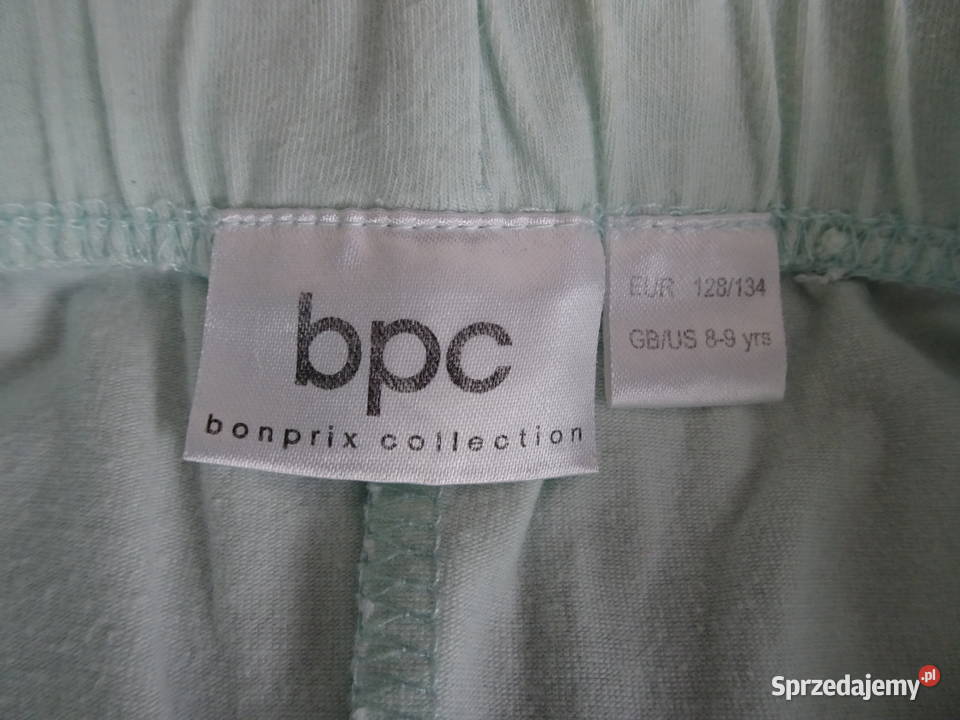 bpc
bonprix collection
EUR 128/134
GB/US 8-9 yrs
Sprzedajemy.pl